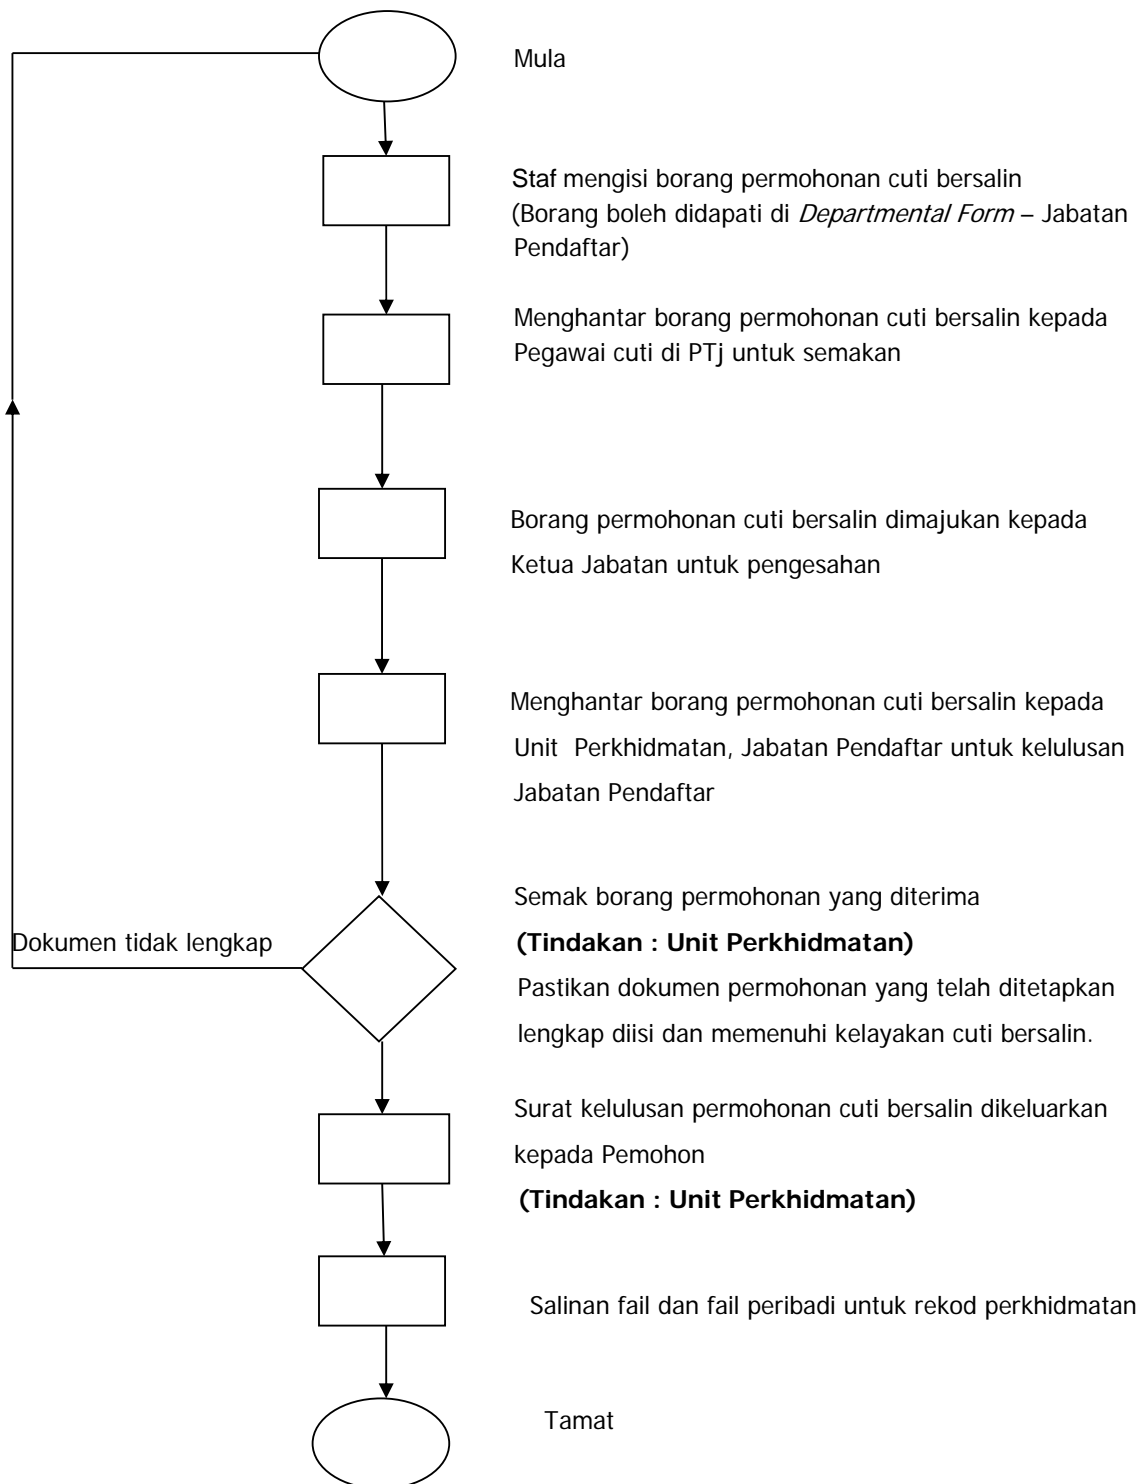 Mula
Staf mengisi borang permohonan cuti bersalin
(Borang boleh didapati di Departmental Form – Jabatan
Pendaftar)
Menghantar borang permohonan cuti bersalin kepada
Pegawai cuti di PTj untuk semakan
Borang permohonan cuti bersalin dimajukan kepada
Ketua Jabatan untuk pengesahan
Menghantar borang permohonan cuti bersalin kepada
Unit Perkhidmatan, Jabatan Pendaftar untuk kelulusan
Jabatan Pendaftar
Semak borang permohonan yang diterima
Dokumen tidak lengkap
(Tindakan : Unit Perkhidmatan)
Pastikan dokumen permohonan yang telah ditetapkan
lengkap diisi dan memenuhi kelayakan cuti bersalin.
Surat kelulusan permohonan cuti bersalin dikeluarkan
kepada Pemohon
(Tindakan : Unit Perkhidmatan)
Salinan fail dan fail peribadi untuk rekod perkhidmatan
Tamat